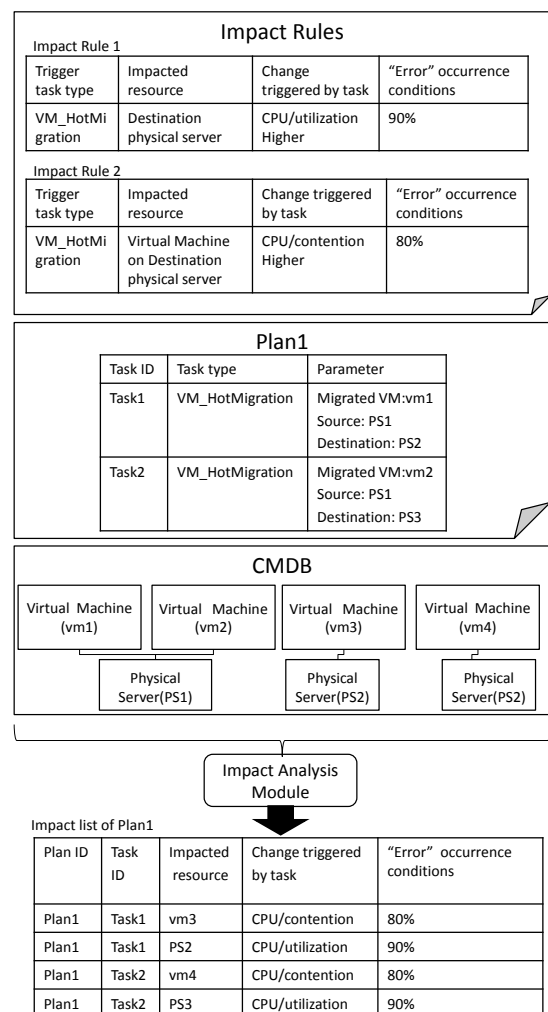 Impact Rules
Impact Rule 1
Trigger task type | Impacted resource | Change triggered by task | “Error” occurrence conditions
VM_HotMigration | Destination physical server | CPU/utilization Higher | 90%
Impact Rule 2
Trigger task type | Impacted resource | Change triggered by task | “Error” occurrence conditions
VM_HotMigration | Virtual Machine on Destination physical server | CPU/contention Higher | 80%
Plan1
Task ID | Task type | Parameter
Task1 | VM_HotMigration | Migrated VM:vm1
Source: PS1
Destination: PS2
Task2 | VM_HotMigration | Migrated VM:vm2
Source: PS1
Destination: PS3
CMDB
Virtual Machine (vm1)
Virtual Machine (vm2)
Virtual Machine (vm3)
Virtual Machine (vm4)
Physical Server(PS1)
Physical Server(PS2)
Physical Server(PS2)
Impact Analysis
Module
Impact list of Plan1
Plan ID | Task ID | Impacted resource | Change triggered by task | “Error” occurrence conditions
Plan1 | Task1 | vm3 | CPU/contention | 80%
Plan1 | Task1 | PS2 | CPU/utilization | 90%
Plan1 | Task2 | vm4 | CPU/contention | 80%
Plan1 | Task2 | PS3 | CPU/utilization | 90%